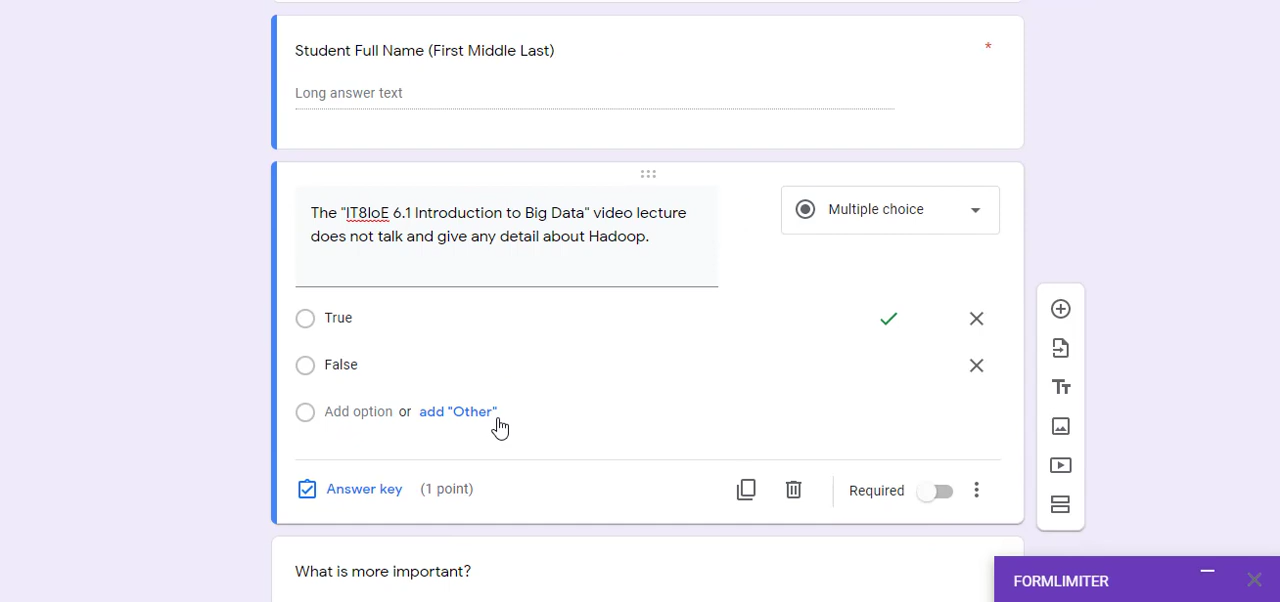 Student Full Name (First Middle Last) *
Long answer text
The "IT8IoE 6.1 Introduction to Big Data" video lecture
does not talk and give any detail about Hadoop.
Multiple choice
True
False
Add option or add "Other"
Answer key (1 point)
Required
What is more important?
FORMLIMITER